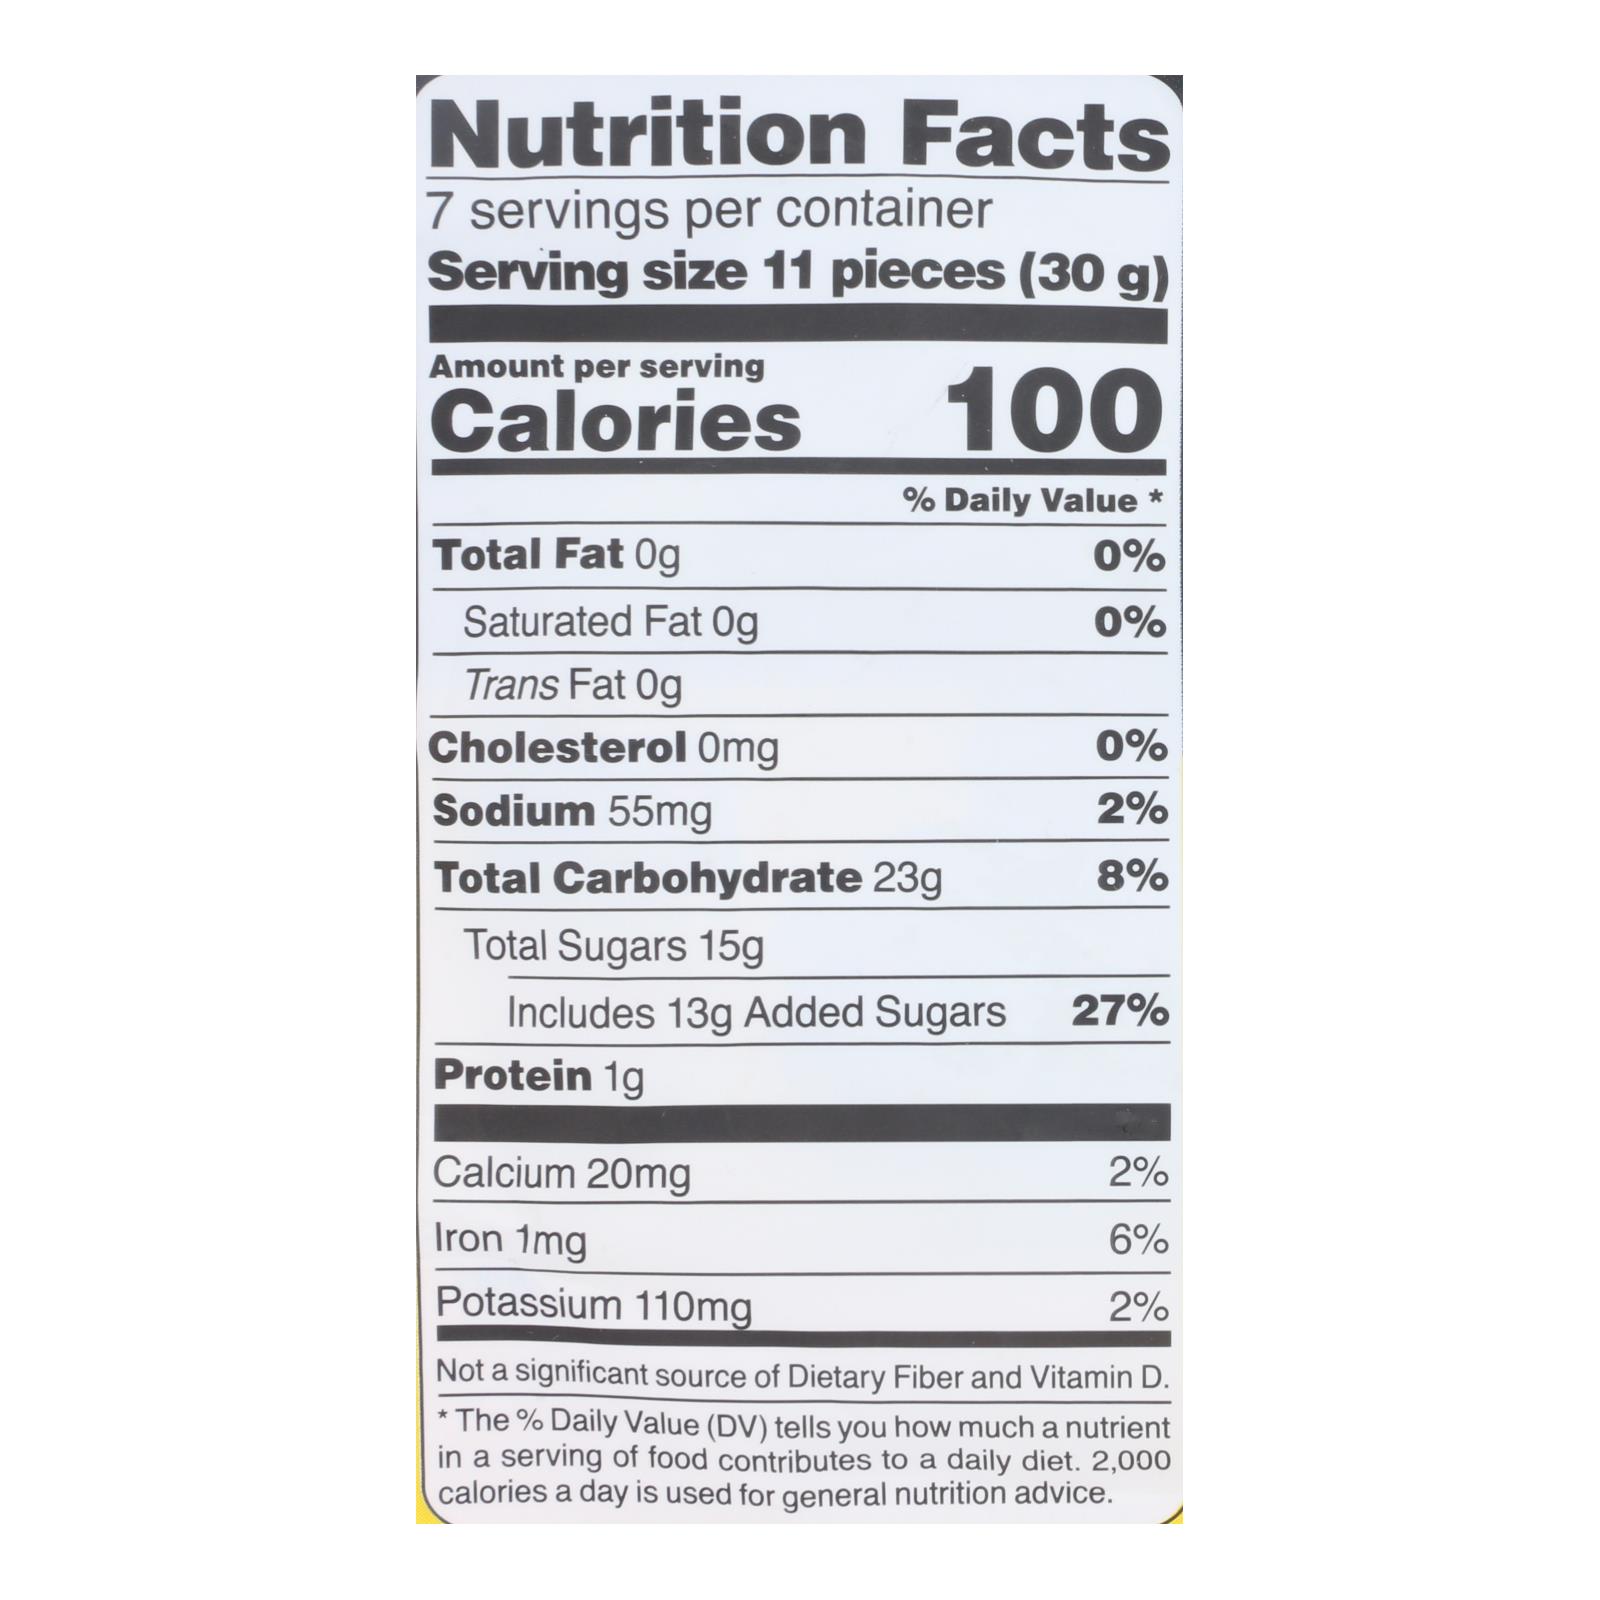 Nutrition Facts
7 servings per container
Serving size 11 pieces (30 g)
Amount per serving
Calories 100
% Daily Value *
Total Fat 0g 0%
Saturated Fat 0g 0%
Trans Fat 0g
Cholesterol 0mg 0%
Sodium 55mg 2%
Total Carbohydrate 23g 8%
Total Sugars 15g
Includes 13g Added Sugars 27%
Protein 1g
Calcium 20mg 2%
Iron 1mg 6%
Potassium 110mg 2%
Not a significant source of Dietary Fiber and Vitamin D.
* The % Daily Value (DV) tells you how much a nutrient
in a serving of food contributes to a daily diet. 2,000
calories a day is used for general nutrition advice.